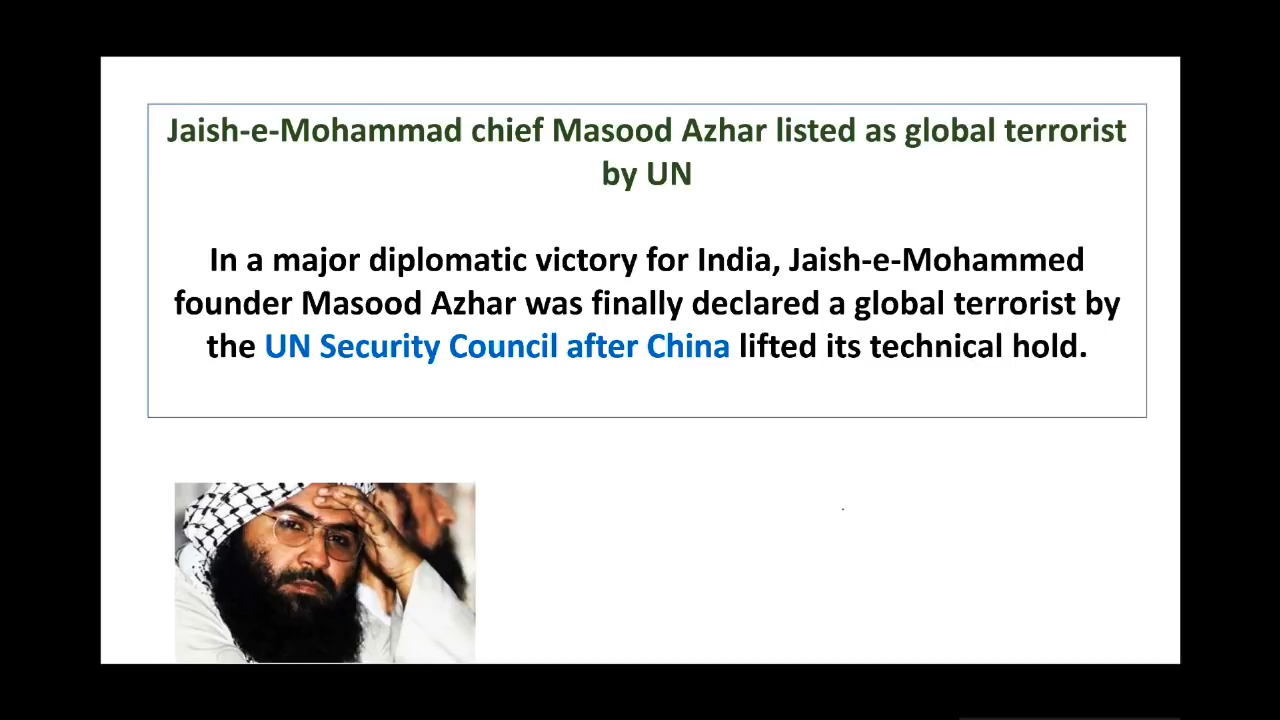 Jaish-e-Mohammad chief Masood Azhar listed as global terrorist
by UN
In a major diplomatic victory for India, Jaish-e-Mohammed
founder Masood Azhar was finally declared a global terrorist by
the UN Security Council after China lifted its technical hold.